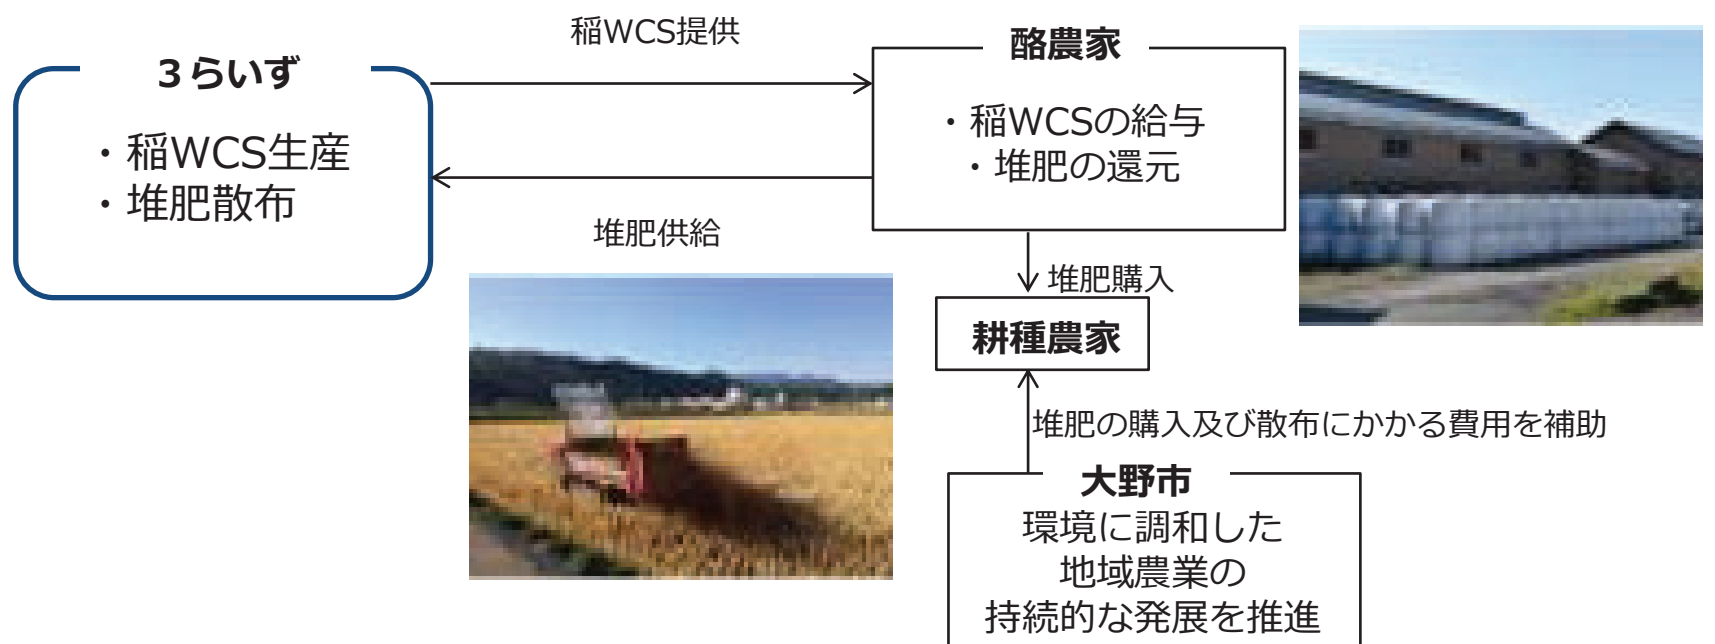 稲WCS提供
3らいず
・稲WCS生産
・堆肥散布
酪農家
・稲WCSの給与
・堆肥の還元
堆肥供給
堆肥購入
耕種農家
堆肥の購入及び散布にかかる費用を補助
大野市
環境に調和した
地域農業の
持続的な発展を推進